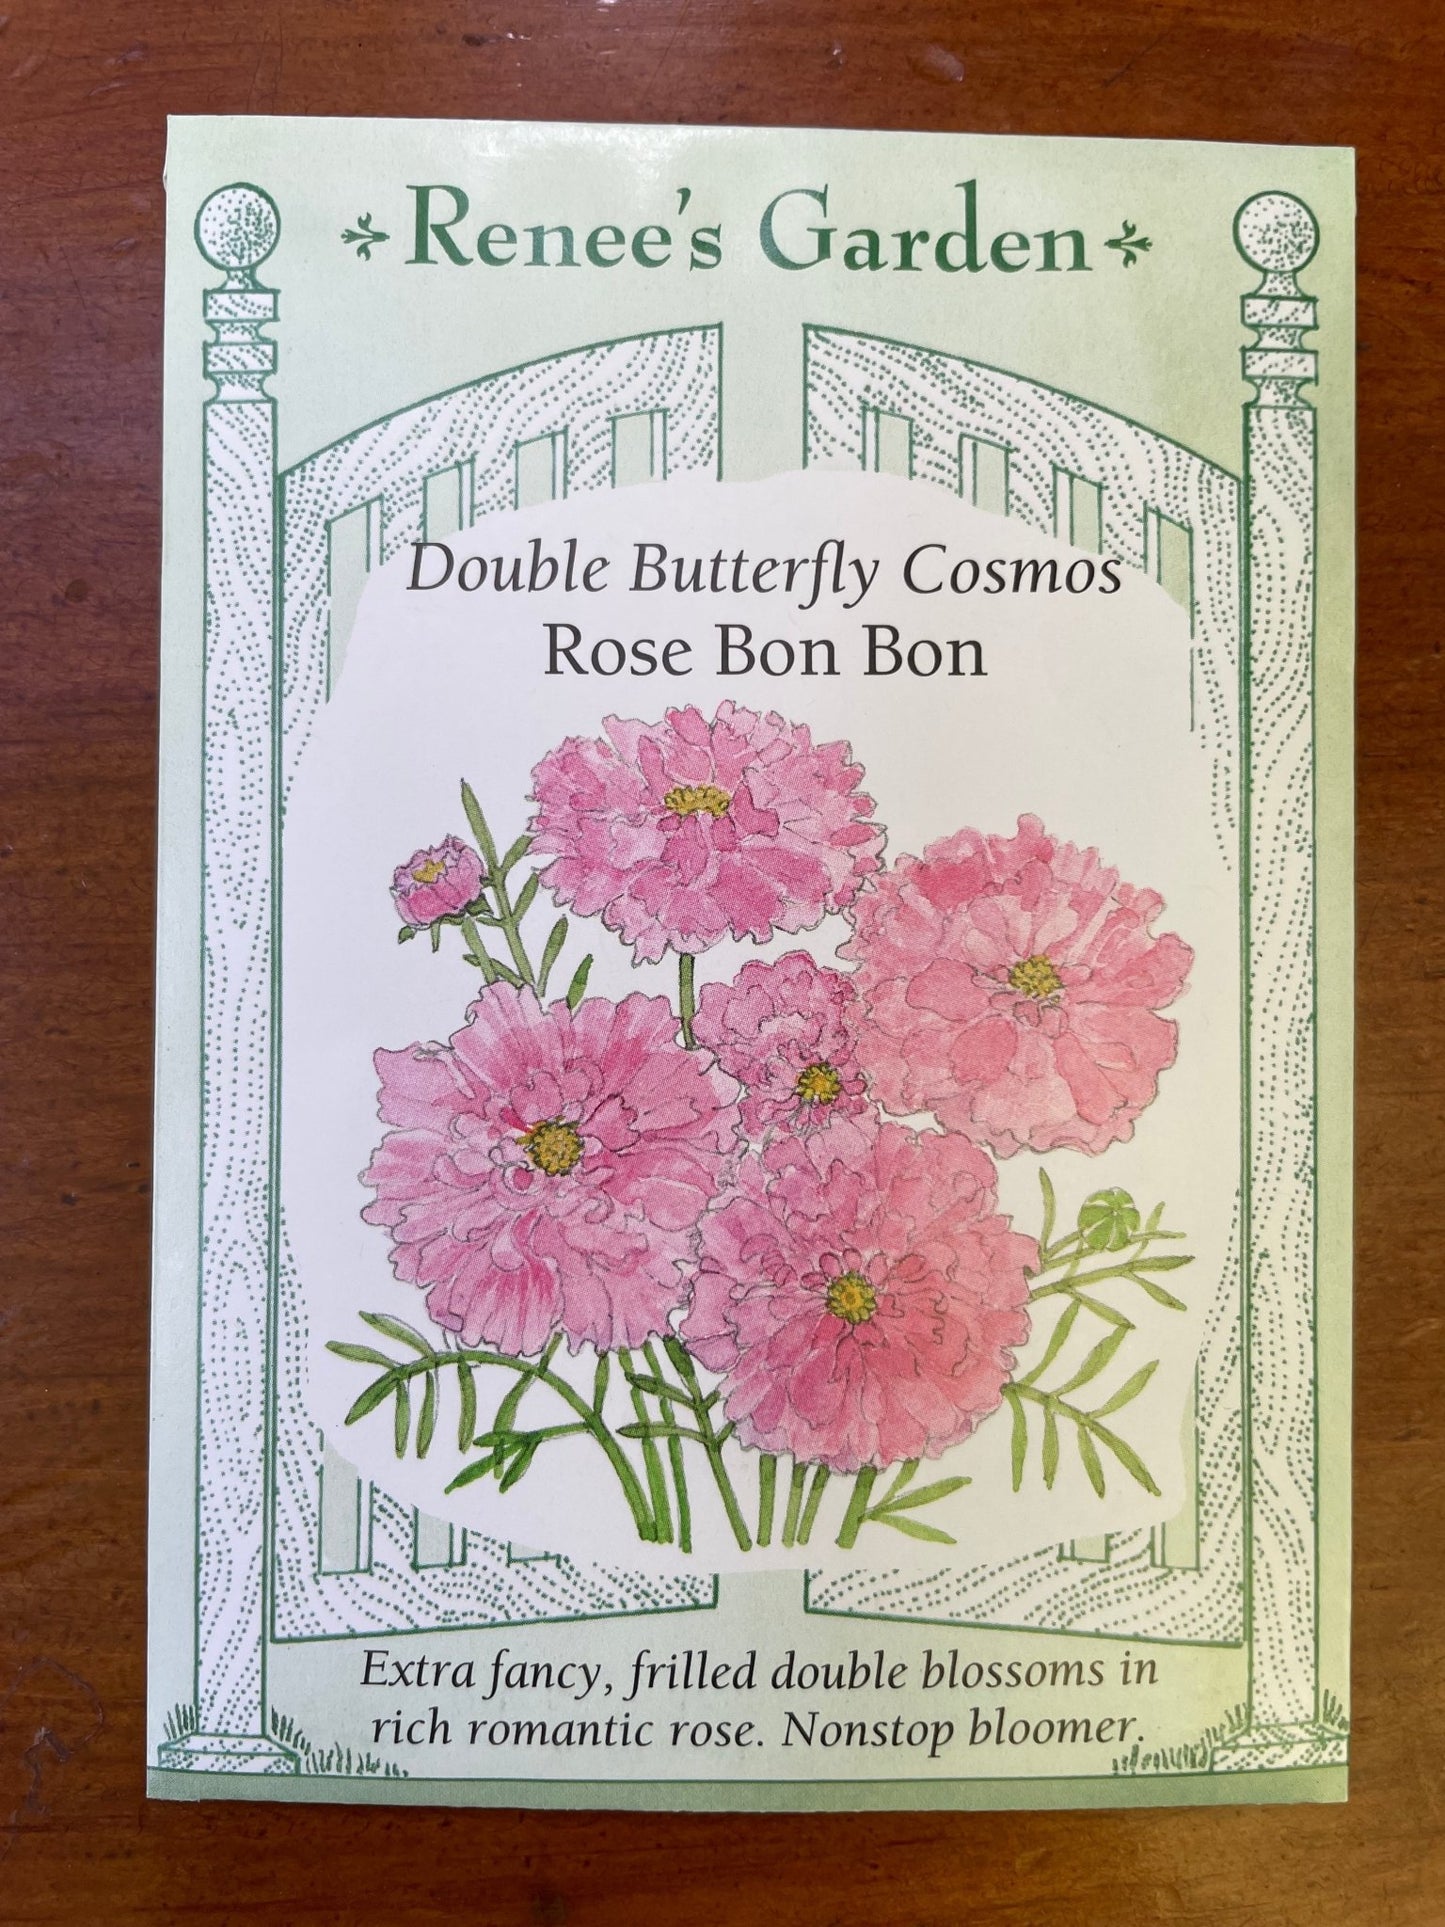 Renee's Garden
Double Butterfly Cosmos
Rose Bon Bon
Extra fancy, frilled double blossoms in
rich romantic rose. Nonstop bloomer.